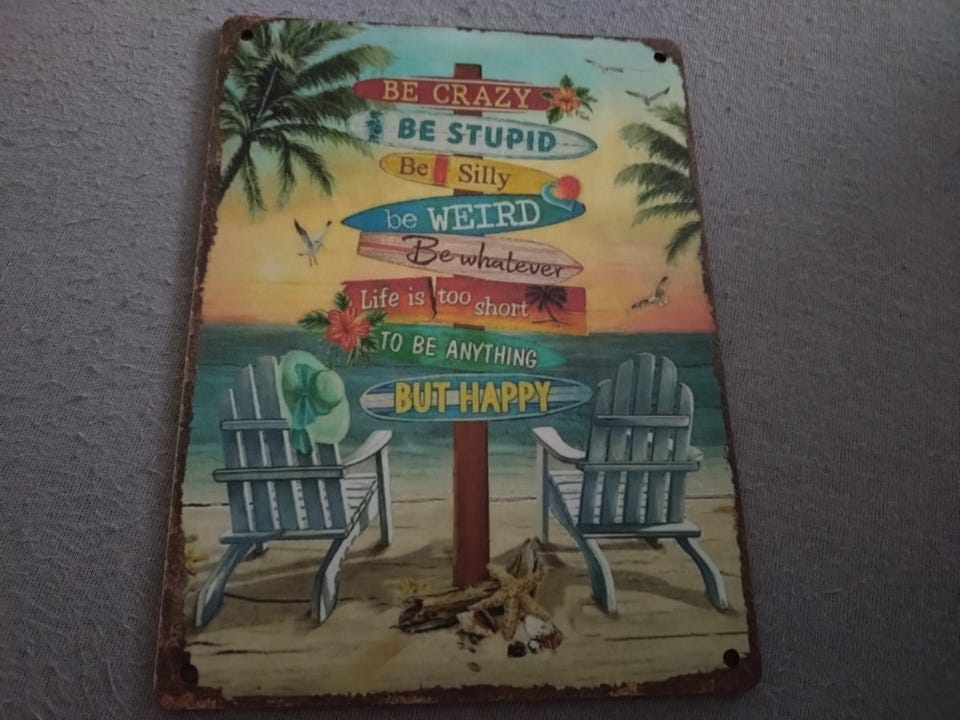 BE CRAZY
BE STUPID
Be Silly
be WEIRD
Be whatever
Life is too short
TO BE ANYTHING
BUT HAPPY